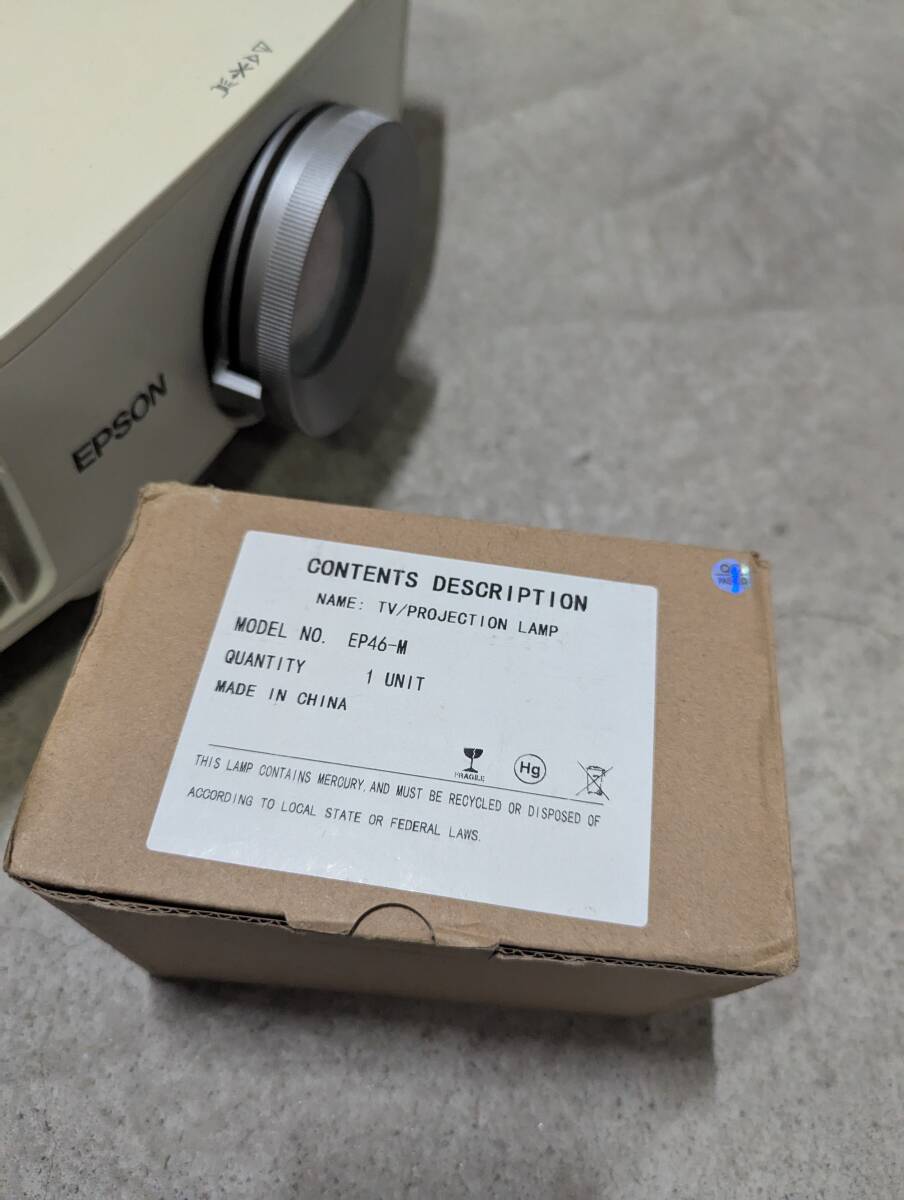 EPSON
CONTENTS DESCRIPTION
NAME: TV/PROJECTION LAMP
MODEL NO. EP46-M
QUANTITY 1 UNIT
MADE IN CHINA
FRAGILE
Hg
THIS LAMP CONTAINS MERCURY, AND MUST BE RECYCLED OR DISPOSED OF
ACCORDING TO LOCAL STATE OR FEDERAL LAWS.